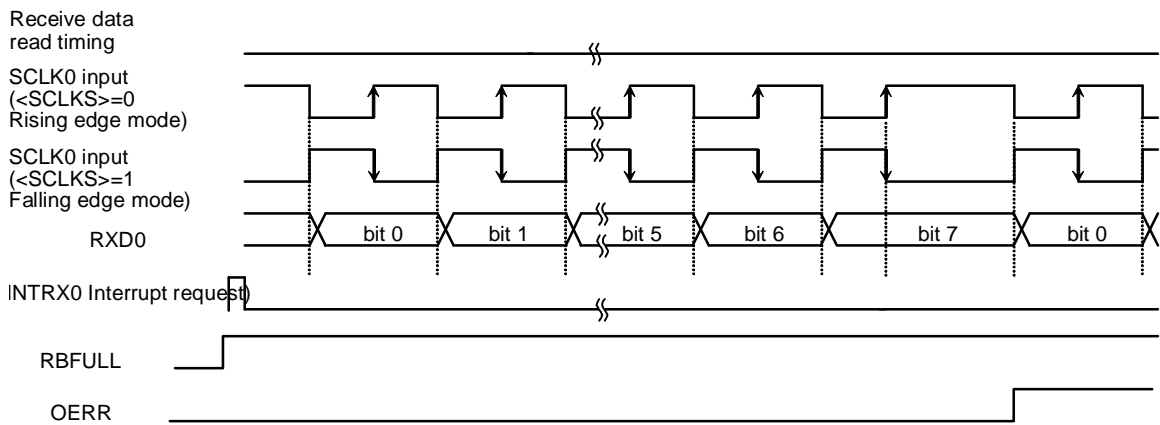 Receive data
read timing
SCLK0 input
(<SCLKS>=0
Rising edge mode)
SCLK0 input
(<SCLKS>=1
Falling edge mode)
RXD0
bit 0
bit 1
bit 5
bit 6
bit 7
bit 0
INTRX0 Interrupt request)
RBFULL
OERR